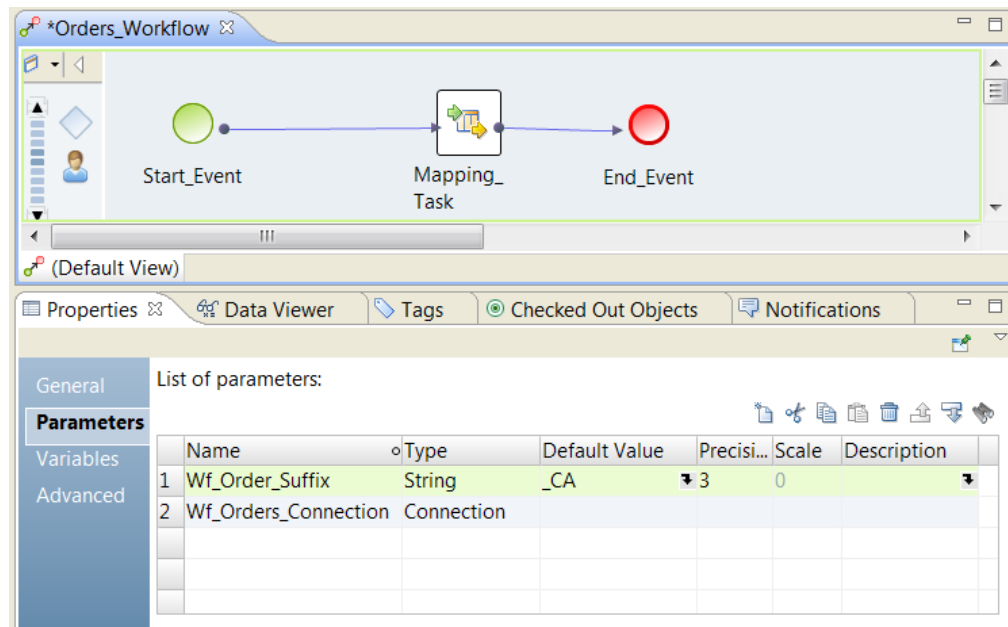 *Orders_Workflow
Start_Event
Mapping_
Task
End_Event
(Default View)
Properties Data Viewer Tags Checked Out Objects Notifications
General
Parameters
Variables
Advanced
List of parameters:
Name Type Default Value Precisi... Scale Description
1 Wf_Order_Suffix String _CA 3 0
2 Wf_Orders_Connection Connection